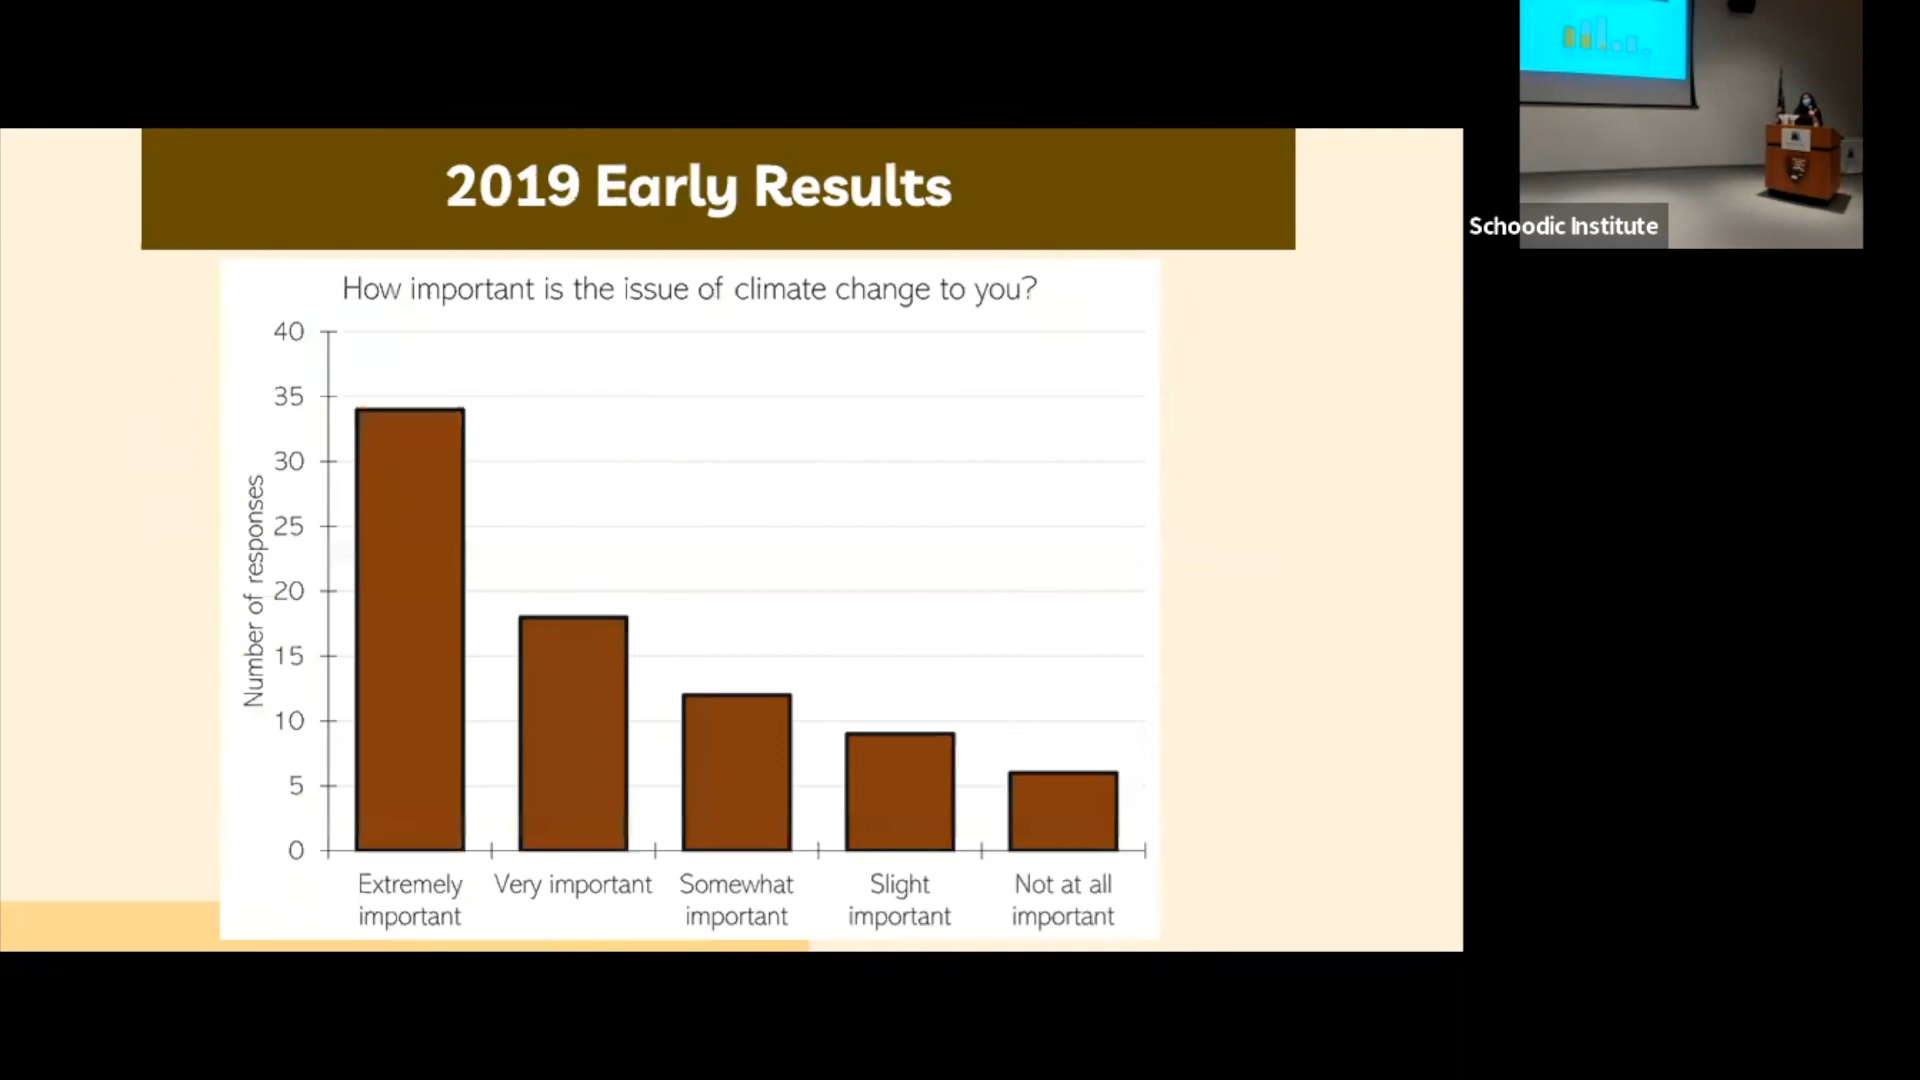 2019 Early Results
Schoodic Institute
How important is the issue of climate change to you?
Number of responses
40
35
30
25
20
15
10
5
0
Extremely
important
Very important
Somewhat
important
Slight
important
Not at all
important